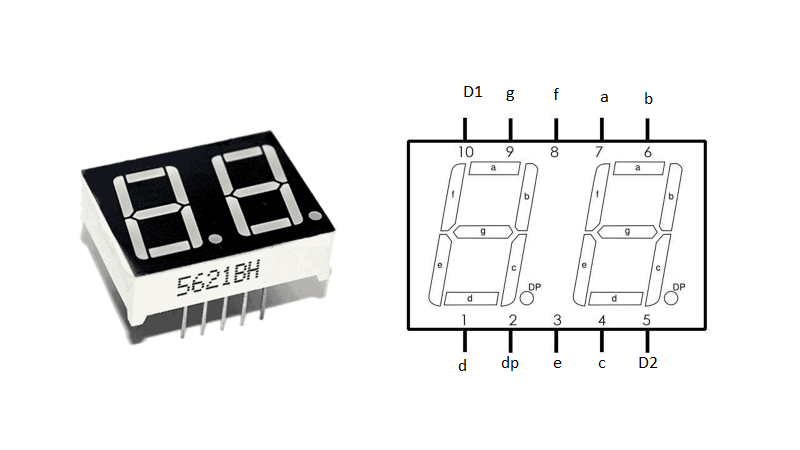 5621BH
D1 g f a b
10 9 8 7 6
a a
f b f b
g g
e c e c
d DP d DP
1 2 3 4 5
d dp e c D2